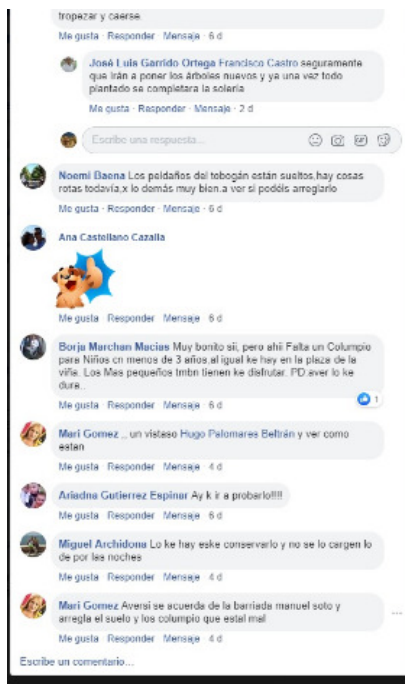 tropezar y caerse.
Me gusta · Responder · Mensaje · 6 d
José Luis Garrido Ortega Francisco Castro seguramente
que irán a poner los árboles nuevos y ya una vez todo
plantado se completara la solería
Me gusta · Responder · Mensaje · 2 d
Escribe una respuesta...
Noemi Baena Los peldaños del tobogán están sueltos,hay cosas
rotas todavía,x lo demás muy bien.a ver si podéis arreglarlo
Me gusta · Responder · Mensaje · 6 d
Ana Castellano Cazalla
Me gusta Responder Mensaje 6 d
Borja Marchan Macias Muy bonito sii, pero ahii Falta un Columpio
para Niños cn menos de 3 años,al igual ke hay en la plaza de la
viña. Los Mas pequeños tmbn tienen ke disfrutar. PD aver lo ke
dura..
1
Me gusta · Responder · Mensaje · 6 d
Mari Gomez .. un vistaso Hugo Palomares Beltrán y ver como
estan
Me gusta Responder Mensaje 4 d
Ariadna Gutierrez Espinar Ay k ir a probarlo!!!!
Me gusta Responder Mensaje 6 d
Miguel Archidona Lo ke hay eske conservarlo y no se lo cargen lo
de por las noches
Me gusta Responder Mensaje 4 d
Mari Gomez Aversi se acuerda de la barriada manuel soto y
arregla el suelo y los columpio que estal mal
Me gusta Responder Mensaje 4 d
Escribe un comentario...